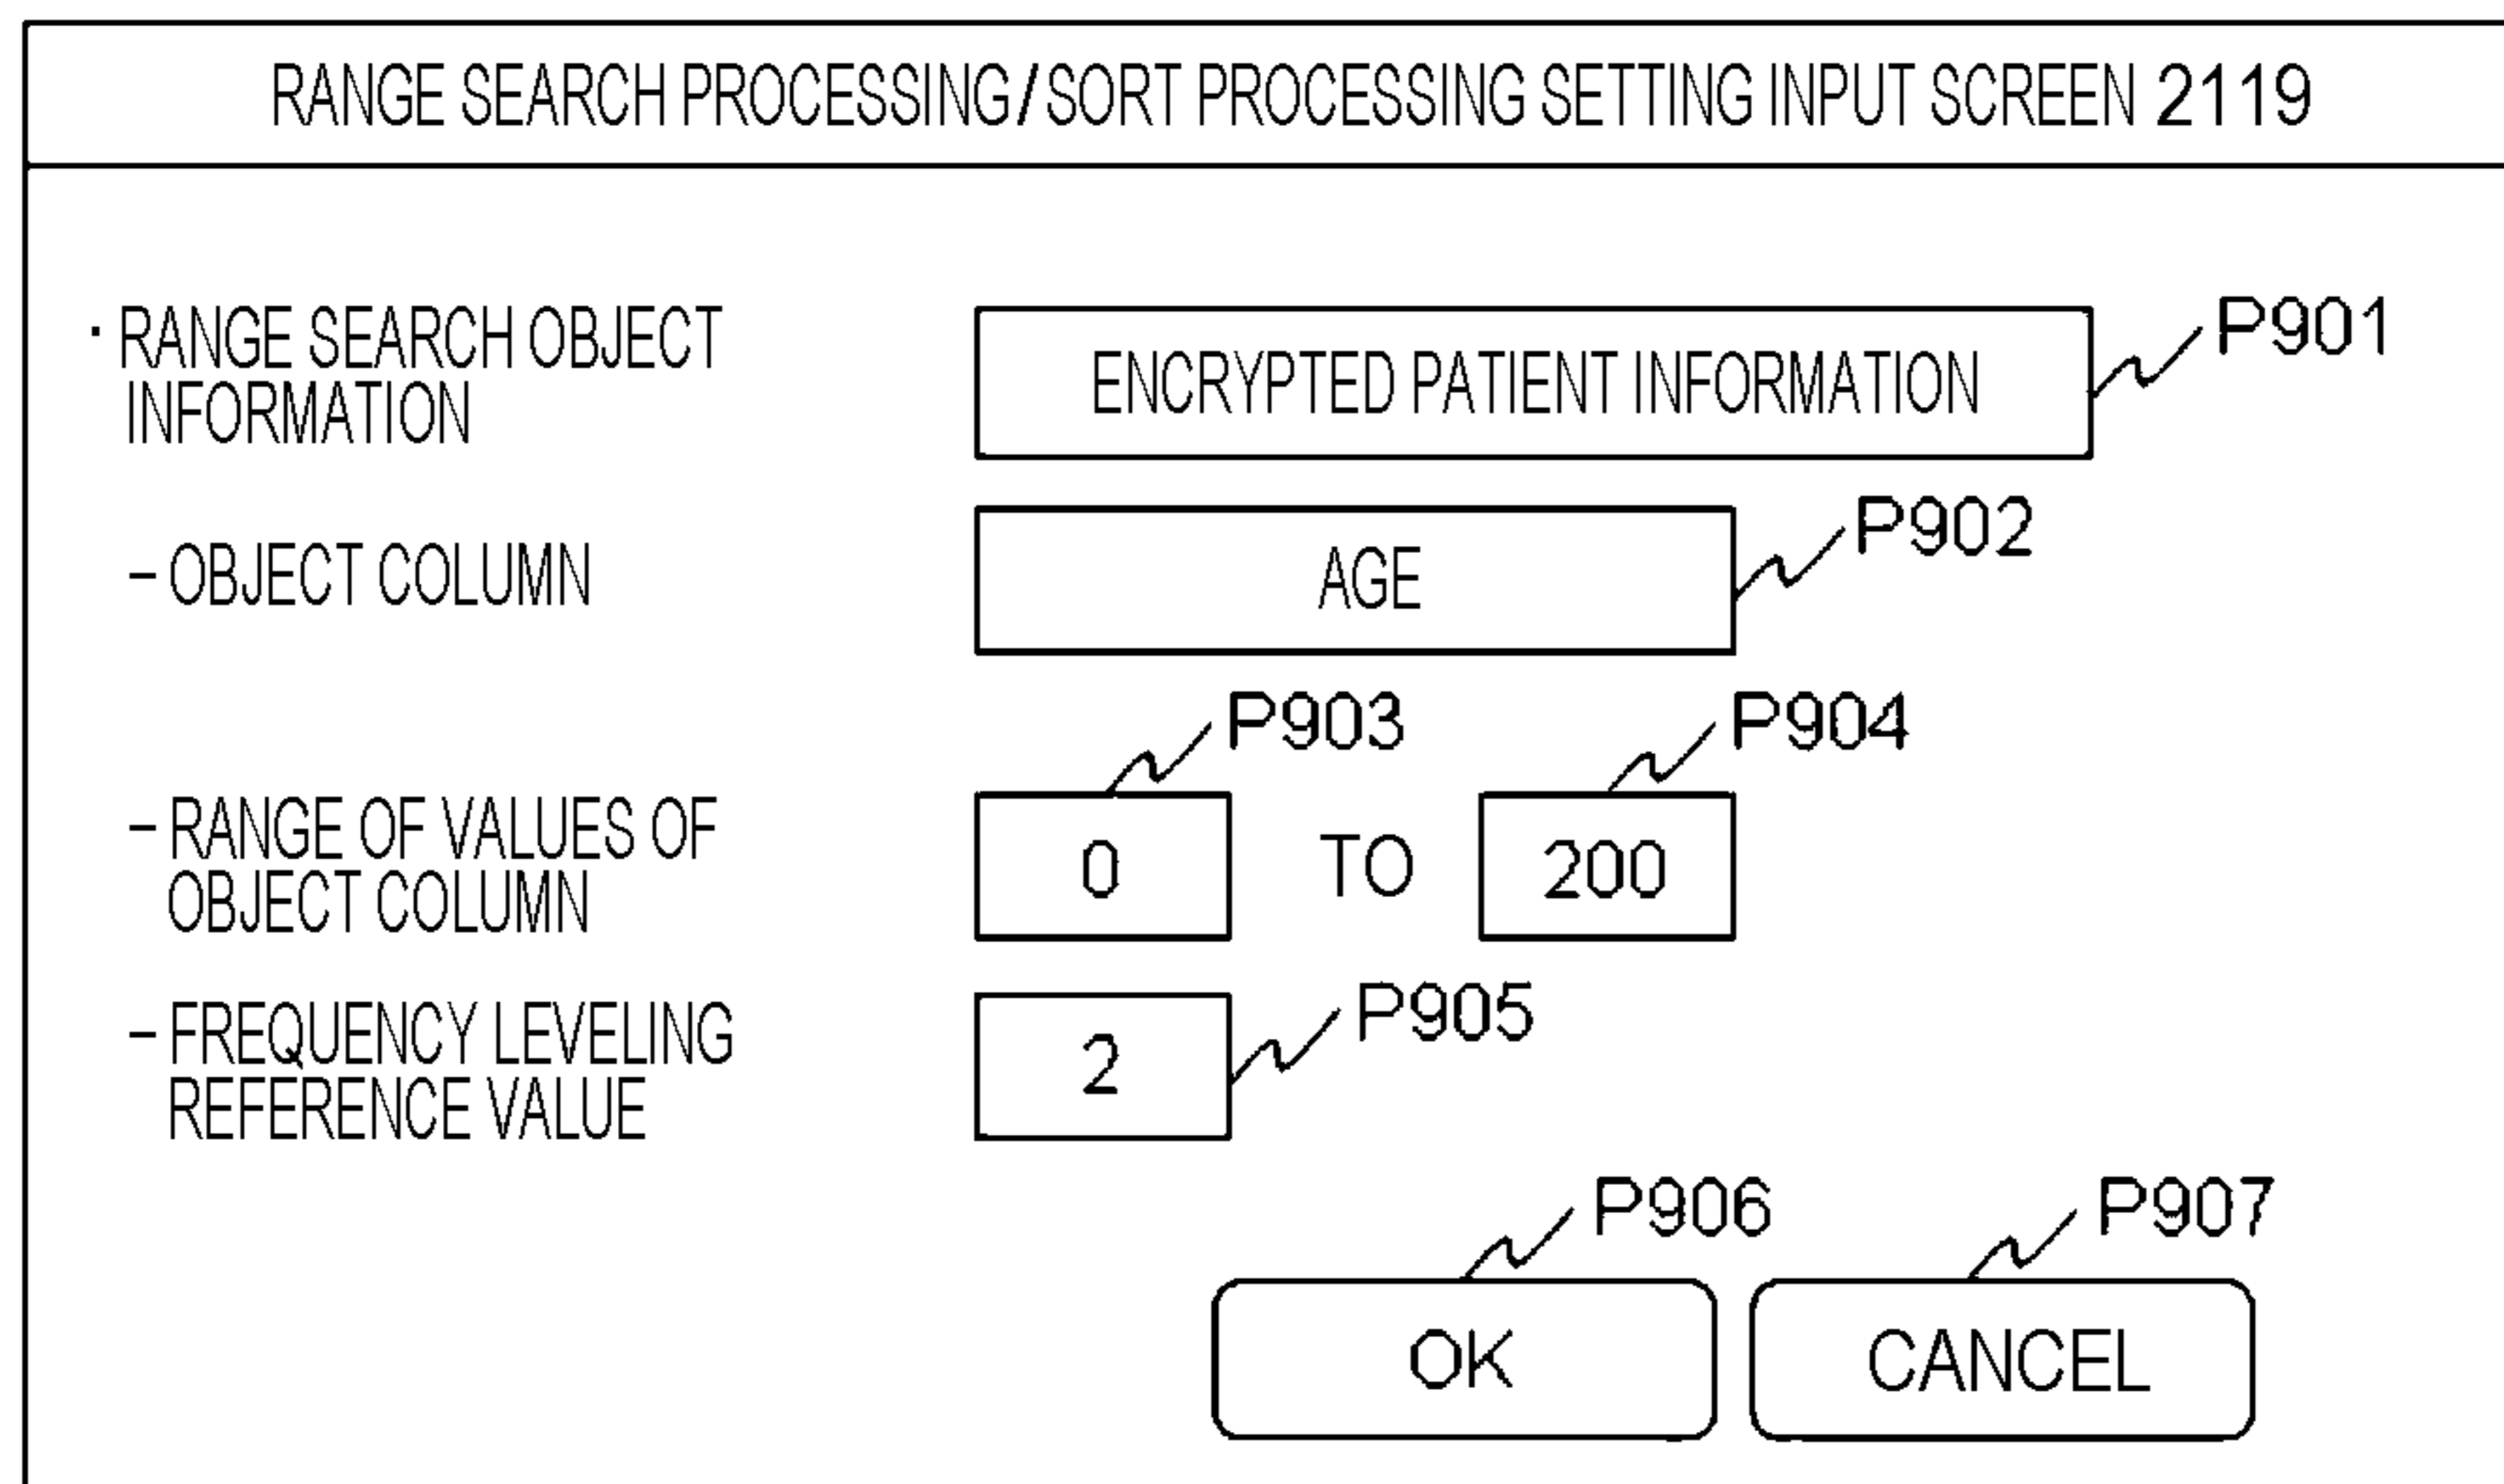 RANGE SEARCH PROCESSING/SORT PROCESSING SETTING INPUT SCREEN 2119
· RANGE SEARCH OBJECT
INFORMATION
ENCRYPTED PATIENT INFORMATION
P901
– OBJECT COLUMN
AGE
P902
P903
P904
– RANGE OF VALUES OF
OBJECT COLUMN
0 TO 200
– FREQUENCY LEVELING
REFERENCE VALUE
2
P905
P906
P907
OK
CANCEL